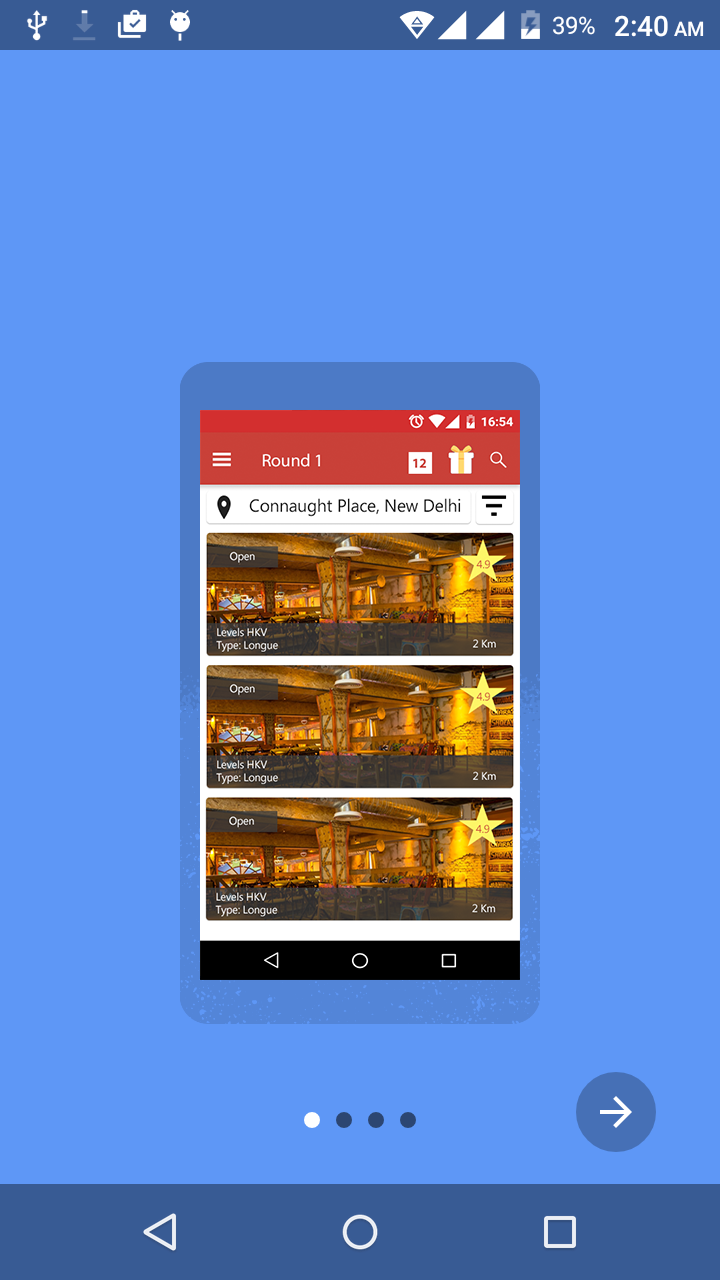 39% 2:40 AM
16:54
Round 1 12
Connaught Place, New Delhi
Open
4.9
Levels HKV
Type: Longue 2 Km
Open
4.9
Levels HKV
Type: Longue 2 Km
Open
4.9
Levels HKV
Type: Longue 2 Km